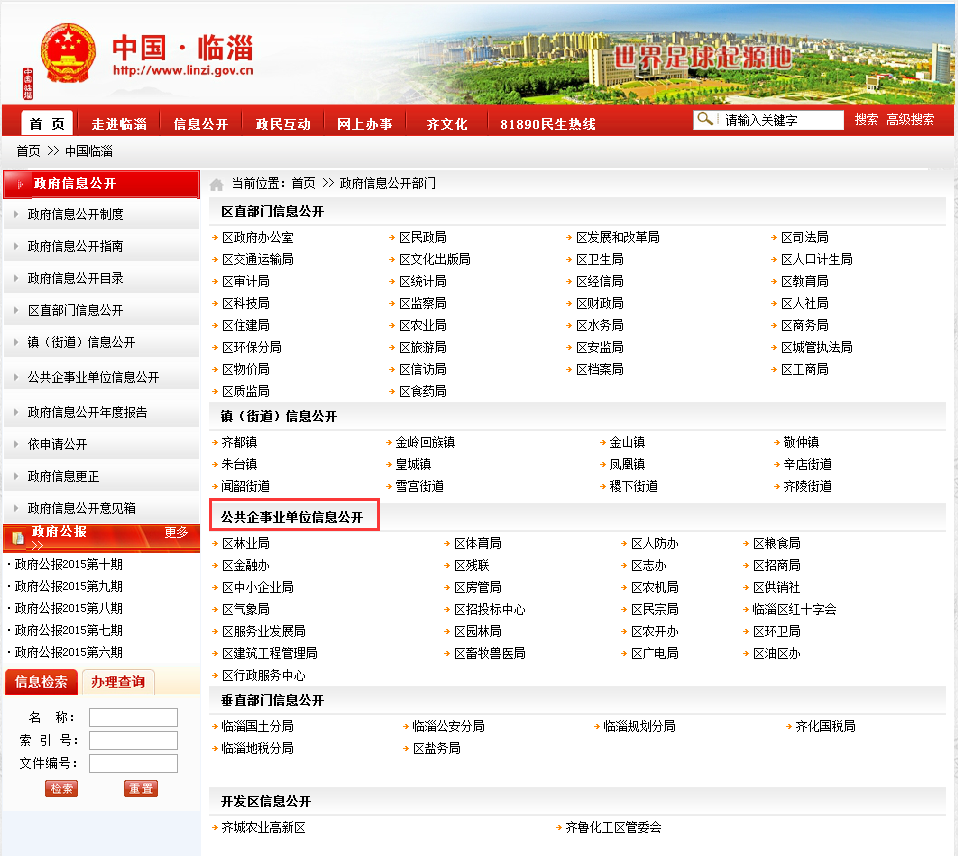 中国·临淄
http://www.linzi.gov.cn
中国临淄
世界足球起源地
首 页 走进临淄 信息公开 政民互动 网上办事 齐文化 81890民生热线 请输入关键字 搜索 高级搜索
首页 >> 中国临淄
政府信息公开
政府信息公开制度
政府信息公开指南
政府信息公开目录
区直部门信息公开
镇（街道）信息公开
公共企事业单位信息公开
政府信息公开年度报告
依申请公开
政府信息更正
政府信息公开意见箱
政府公报 更多
>>
·政府公报2015第十期
·政府公报2015第九期
·政府公报2015第八期
·政府公报2015第七期
·政府公报2015第六期
信息检索 办理查询
名 称：
索 引 号：
文件编号：
检索 重置
当前位置：首页 >> 政府信息公开部门
区直部门信息公开
区政府办公室 区民政局 区发展和改革局 区司法局
区交通运输局 区文化出版局 区卫生局 区人口计生局
区审计局 区统计局 区经信局 区教育局
区科技局 区监察局 区财政局 区人社局
区住建局 区农业局 区水务局 区商务局
区环保分局 区旅游局 区安监局 区城管执法局
区物价局 区信访局 区档案局 区工商局
区质监局 区食药局
镇（街道）信息公开
齐都镇 金岭回族镇 金山镇 敬仲镇
朱台镇 皇城镇 凤凰镇 辛店街道
闻韶街道 雪宫街道 稷下街道 齐陵街道
公共企事业单位信息公开
区林业局 区体育局 区人防办 区粮食局
区金融办 区残联 区志办 区招商局
区中小企业局 区房管局 区农机局 区供销社
区气象局 区招投标中心 区民宗局 临淄区红十字会
区服务业发展局 区园林局 区农开办 区环卫局
区建筑工程管理局 区畜牧兽医局 区广电局 区油区办
区行政服务中心
垂直部门信息公开
临淄国土分局 临淄公安分局 临淄规划分局 齐化国税局
临淄地税分局 区盐务局
开发区信息公开
齐城农业高新区 齐鲁化工区管委会